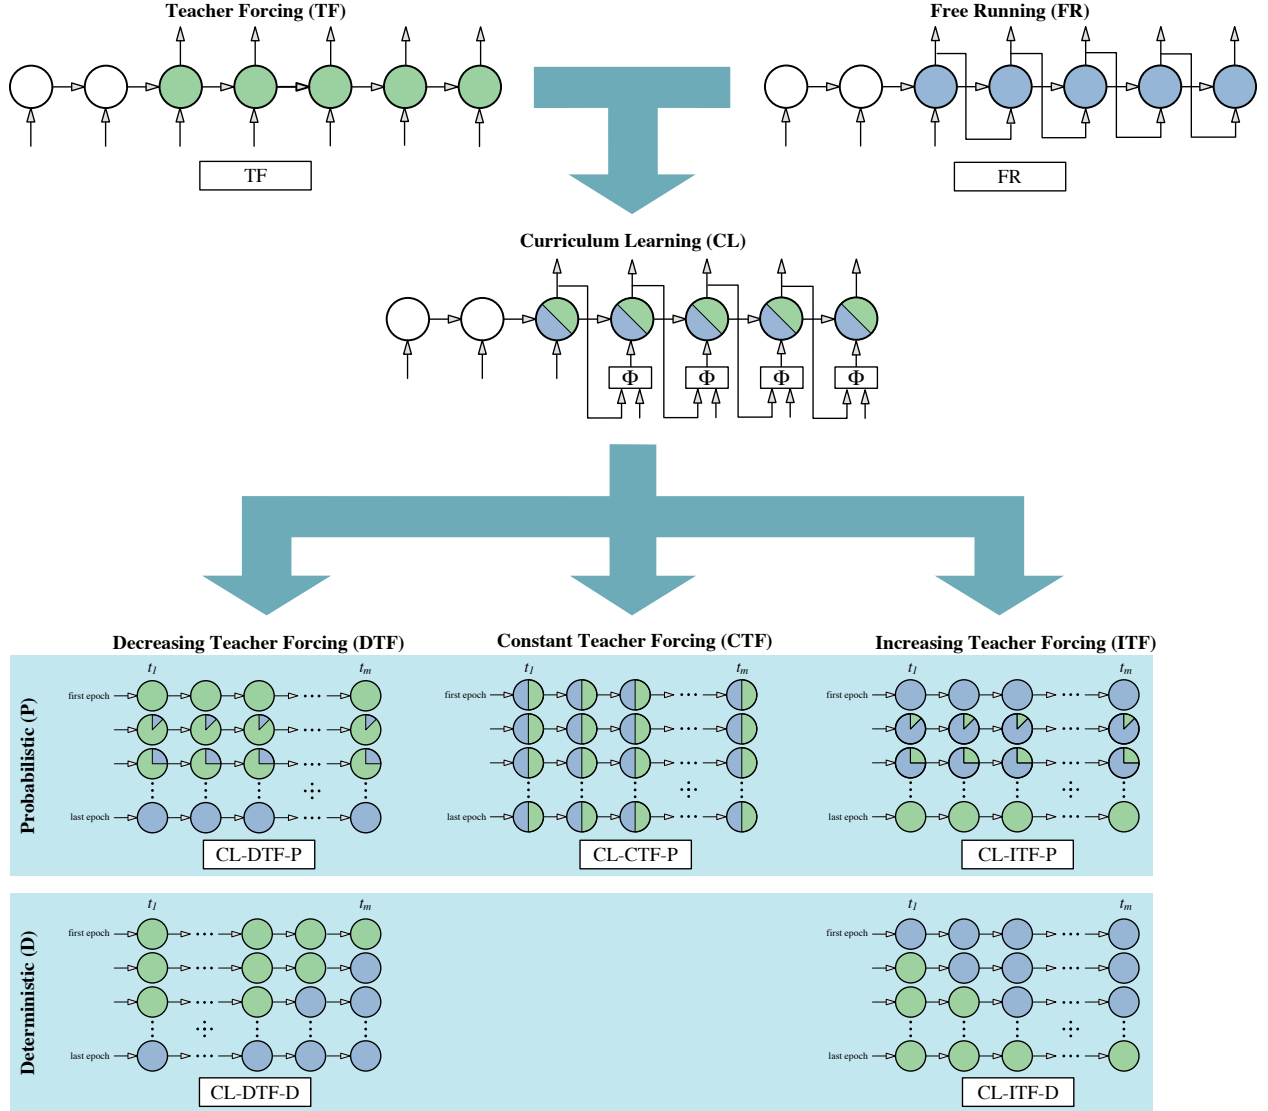 Teacher Forcing (TF)
Free Running (FR)
TF
FR
Curriculum Learning (CL)
Φ Φ Φ Φ
Decreasing Teacher Forcing (DTF)
Constant Teacher Forcing (CTF)
Increasing Teacher Forcing (ITF)
Probabilistic (P)
t1 tm
first epoch
last epoch
CL-DTF-P
t1 tm
first epoch
last epoch
CL-CTF-P
t1 tm
first epoch
last epoch
CL-ITF-P
Deterministic (D)
t1 tm
first epoch
last epoch
CL-DTF-D
t1 tm
first epoch
last epoch
CL-ITF-D